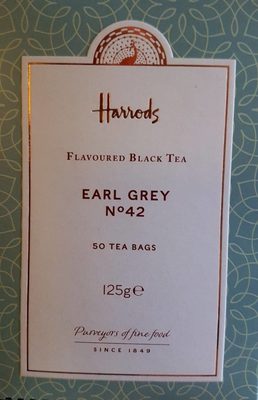 Harrods
FLAVOURED BLACK TEA
EARL GREY
Nº42
50 TEA BAGS
125g℮
Purveyors of fine food
SINCE 1849